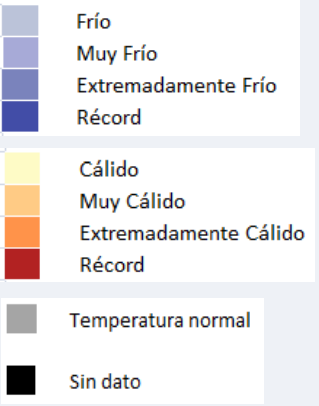 Frío
Muy Frío
Extremadamente Frío
Récord
Cálido
Muy Cálido
Extremadamente Cálido
Récord
Temperatura normal
Sin dato